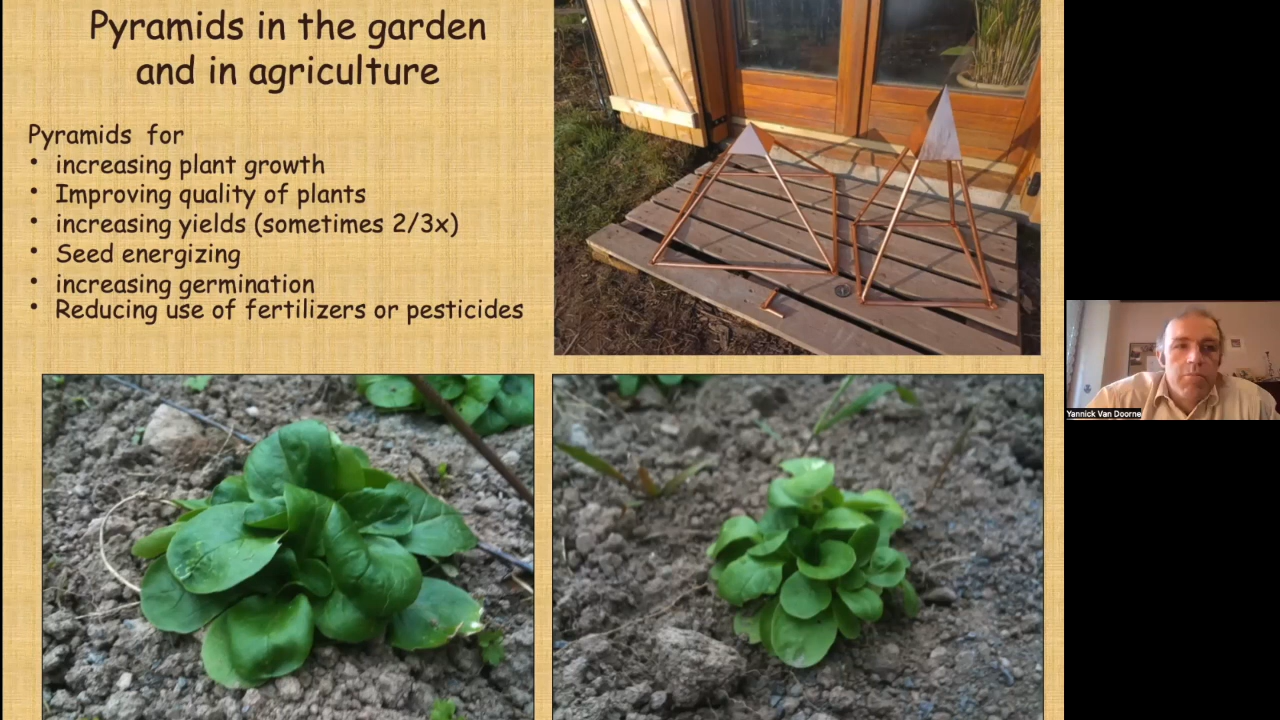 Pyramids in the garden
and in agriculture
Pyramids for
• increasing plant growth
• Improving quality of plants
• increasing yields (sometimes 2/3x)
• Seed energizing
• increasing germination
• Reducing use of fertilizers or pesticides
Yannick Van Doorne